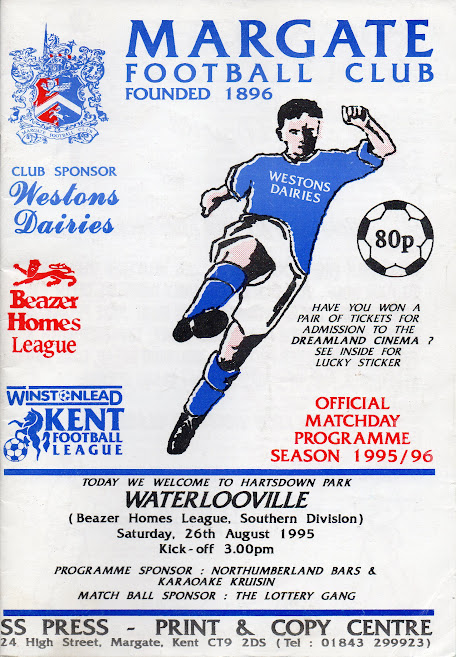 MARGATE
FOOTBALL CLUB
FOUNDED 1896
CLUB SPONSOR
Westons
Dairies
WESTONS
DAIRIES
80p
Beazer
Homes
League
HAVE YOU WON A
PAIR OF TICKETS FOR
ADMISSION TO THE
DREAMLAND CINEMA ?
SEE INSIDE FOR
LUCKY STICKER
WINSTONLEAD
KENT
FOOTBALL
LEAGUE
OFFICIAL
MATCHDAY
PROGRAMME
SEASON 1995/96
TODAY WE WELCOME TO HARTSDOWN PARK
WATERLOOVILLE
(Beazer Homes League, Southern Division)
Saturday, 26th August 1995
Kick-off 3.00pm
PROGRAMME SPONSOR : NORTHUMBERLAND BARS &
KARAOAKE KRUISIN
MATCH BALL SPONSOR : THE LOTTERY GANG
SS PRESS - PRINT & COPY CENTRE
24 High Street, Margate, Kent CT9 2DS (Tel : 01843 299923)